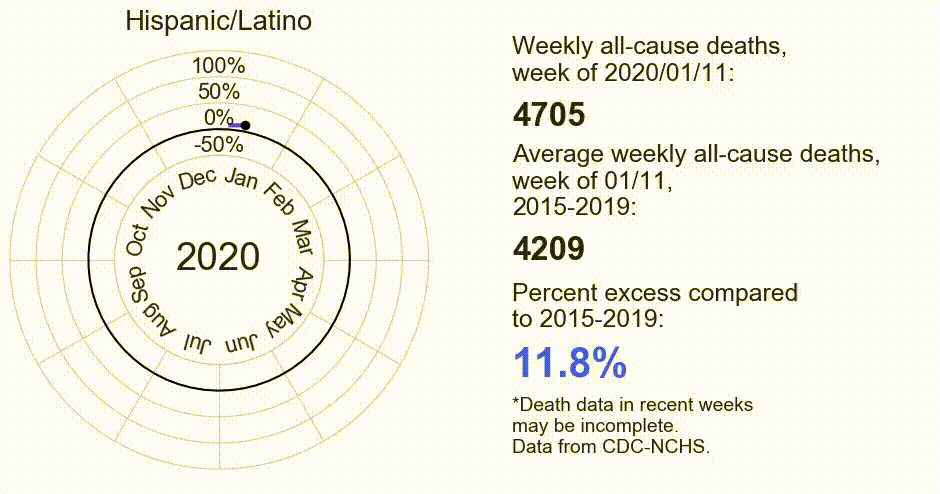 Hispanic/Latino
100%
50%
0%
-50%
Jan
Feb
Mar
Apr
May
Jun
Jul
Aug
Sep
Oct
Nov
Dec
2020
Weekly all-cause deaths,
week of 2020/01/11:
4705
Average weekly all-cause deaths,
week of 01/11,
2015-2019:
4209
Percent excess compared
to 2015-2019:
11.8%
*Death data in recent weeks
may be incomplete.
Data from CDC-NCHS.